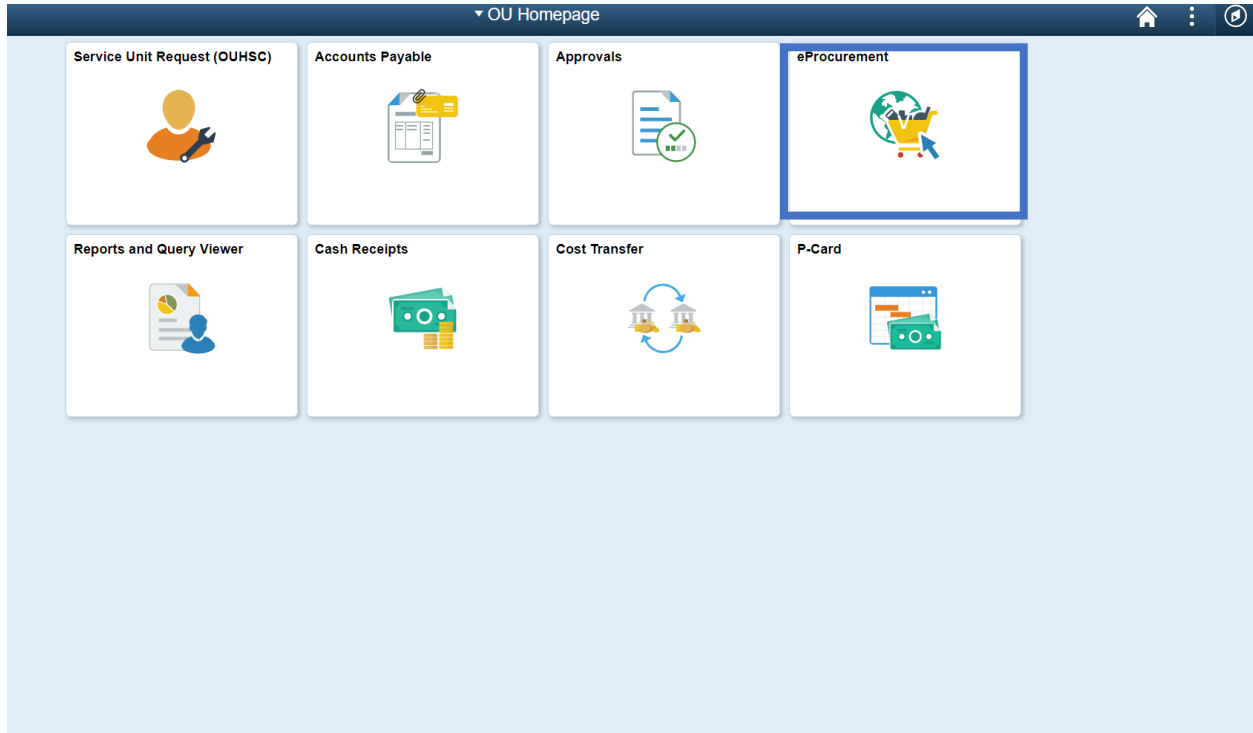 OU Homepage
Service Unit Request (OUHSC)
Accounts Payable
Approvals
eProcurement
Reports and Query Viewer
Cash Receipts
Cost Transfer
P-Card